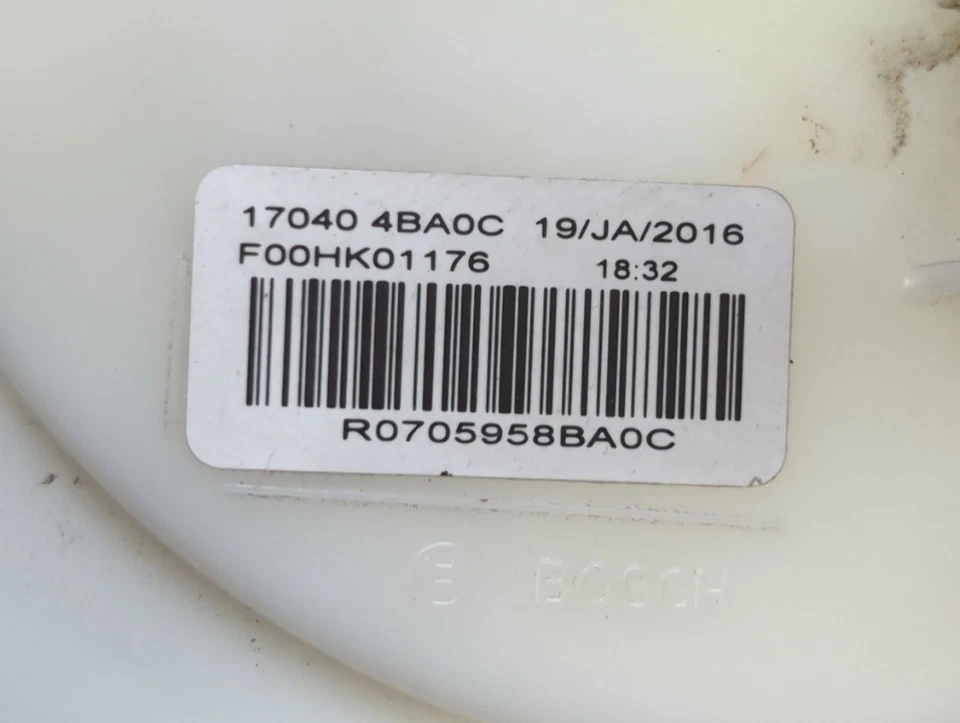 17040 4BA0C 19/JA/2016
F00HK01176 18:32
R0705958BA0C
BOSCH